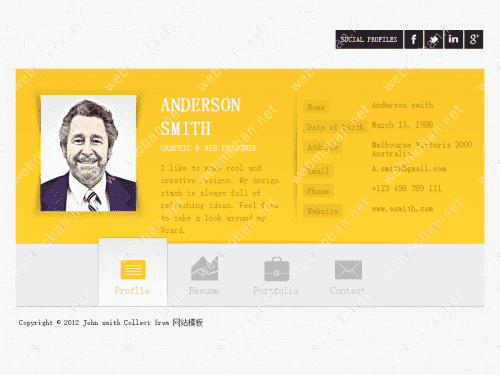 SOCIAL PROFILES
ANDERSON
SMITH
GRAPHIC & WEB DESIGNER
I like to make cool and
creative designs. My design
stash is always full of
refreshing ideas. Feel free
to take a look around my
Vcard.
Name
Anderson smith
Date of birth
March 13, 1988
Address
Melbourne Victoria 3000
Australia
Email
A.smith@gmail.com
Phone
+123 456 789 111
Website
www.asmith.com
Profile
Resume
Portfolio
Contact
Copyright © 2012 John smith Collect from 网站模板